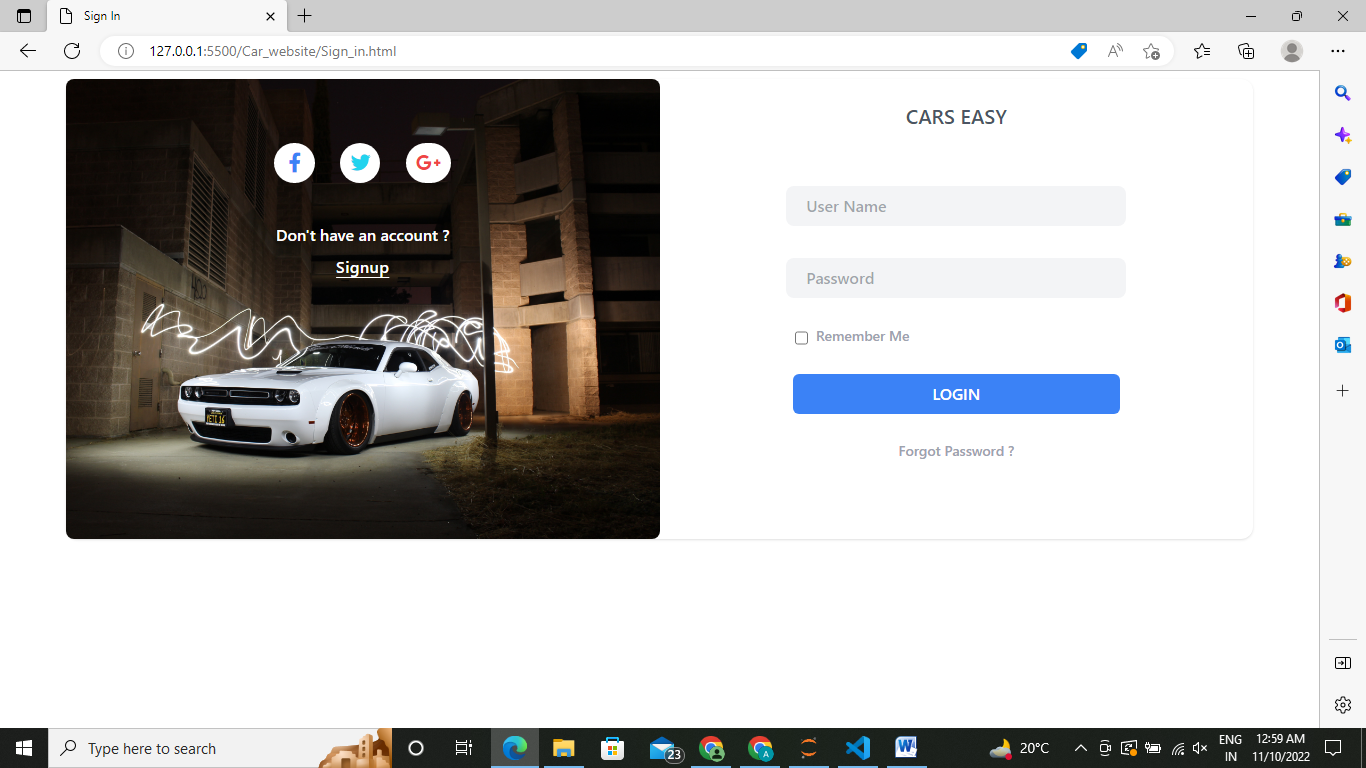 Sign In
127.0.0.1:5500/Car_website/Sign_in.html
CARS EASY
f
G+
User Name
Don't have an account ?
Signup
Password
Remember Me
LOGIN
YETI 16
Forgot Password ?
Type here to search
23
A
20°C
ENG
IN
12:59 AM
11/10/2022